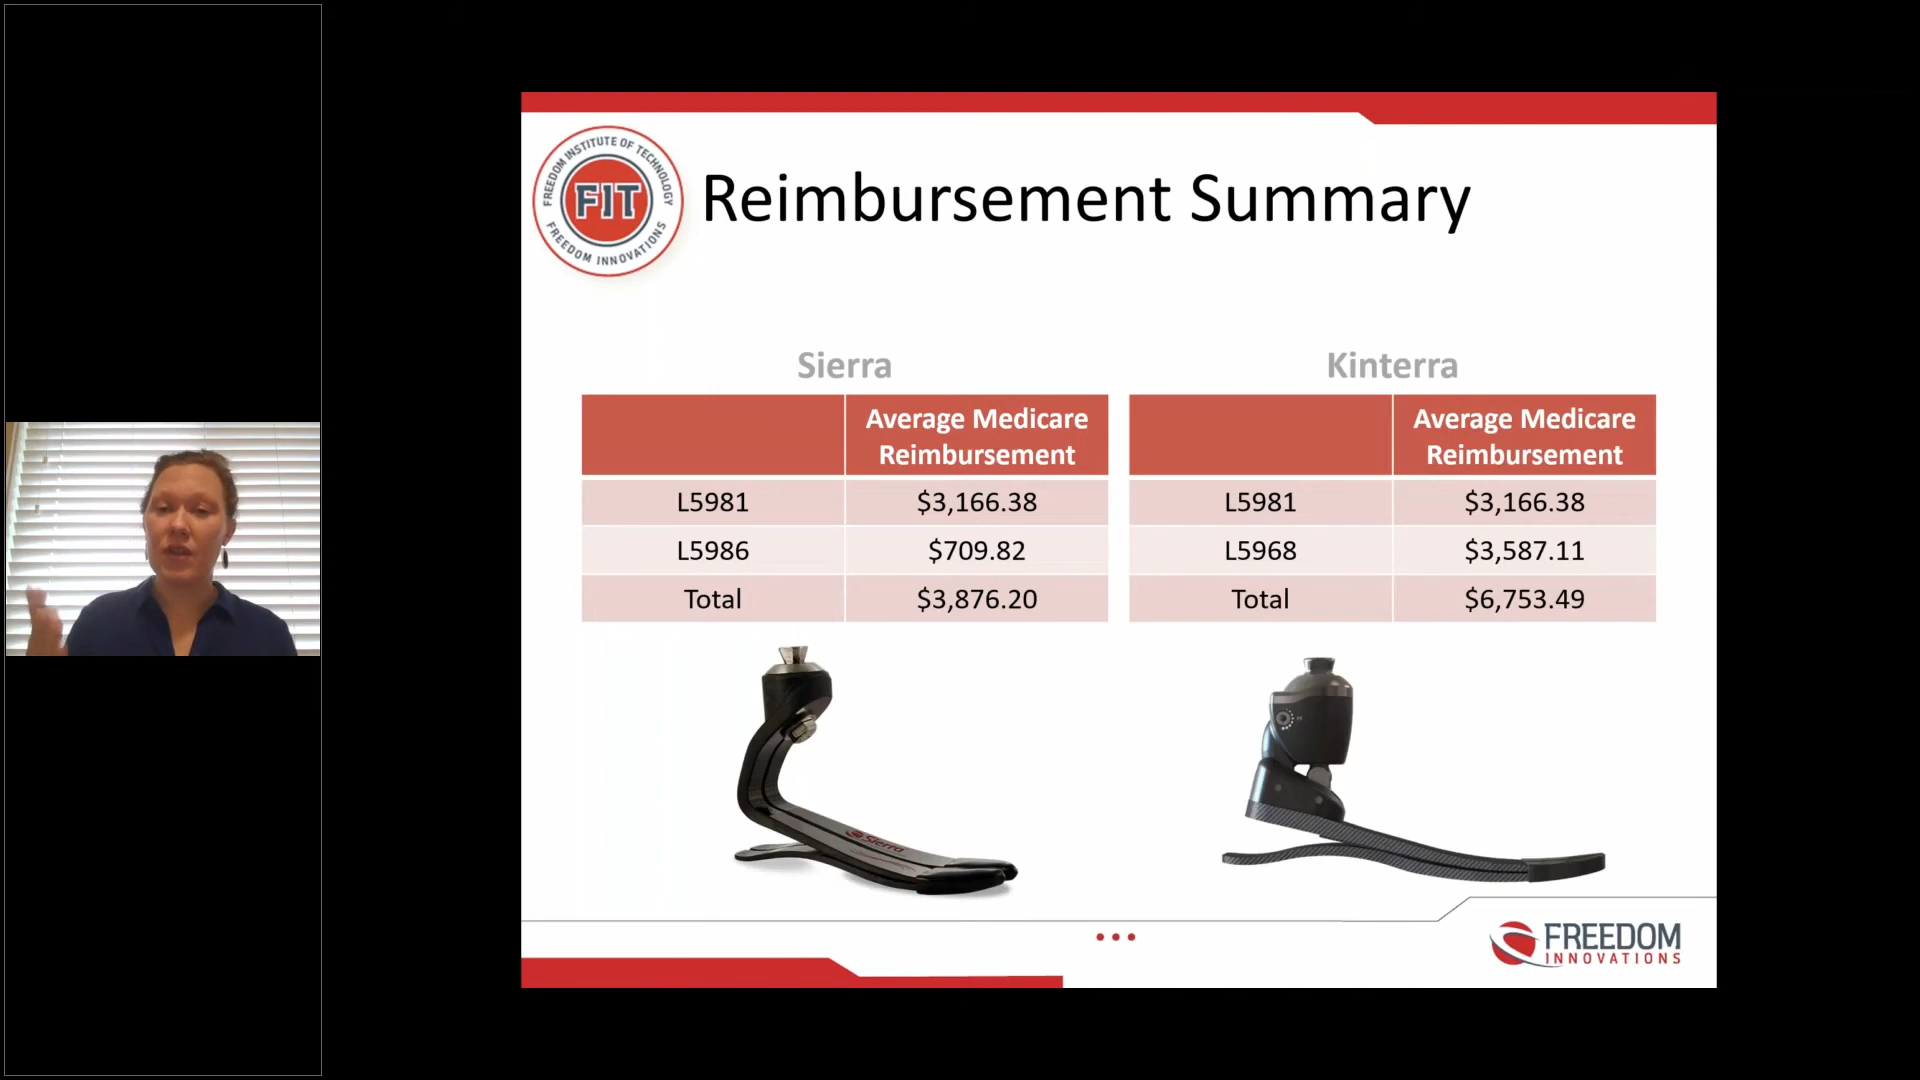 FREEDOM INSTITUTE OF TECHNOLOGY
FIT
FREEDOM INNOVATIONS
Reimbursement Summary
Sierra
Average Medicare
Reimbursement
L5981 $3,166.38
L5986 $709.82
Total $3,876.20
Kinterra
Average Medicare
Reimbursement
L5981 $3,166.38
L5968 $3,587.11
Total $6,753.49
Sierra
FREEDOM
INNOVATIONS